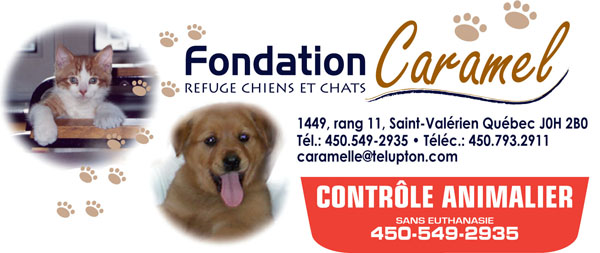 Fondation Caramel
REFUGE CHIENS ET CHATS
1449, rang 11, Saint-Valérien Québec J0H 2B0
Tél.: 450.549-2935 • Téléc.: 450.793.2911
caramelle@telupton.com
CONTRÔLE ANIMALIER
SANS EUTHANASIE
450-549-2935